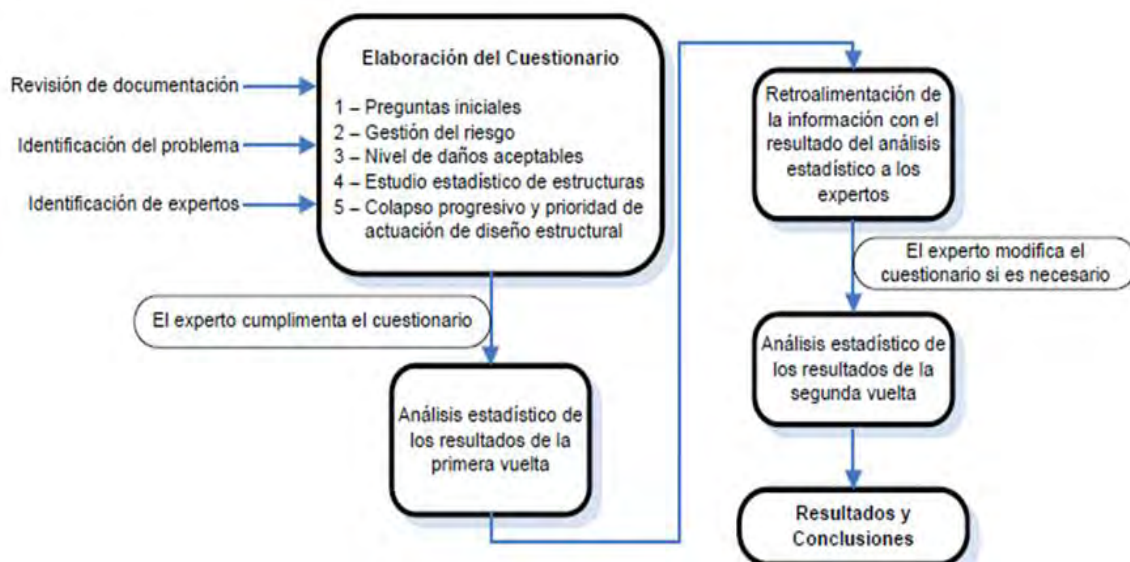 Revisión de documentación
Identificación del problema
Identificación de expertos
Elaboración del Cuestionario
1 – Preguntas iniciales
2 – Gestión del riesgo
3 – Nivel de daños aceptables
4 – Estudio estadístico de estructuras
5 – Colapso progresivo y prioridad de
actuación de diseño estructural
El experto cumplimenta el cuestionario
Análisis estadístico de
los resultados de la
primera vuelta
Retroalimentación de
la información con el
resultado del análisis
estadístico a los
expertos
El experto modifica el
cuestionario si es necesario
Análisis estadístico de
los resultados de la
segunda vuelta
Resultados y
Conclusiones